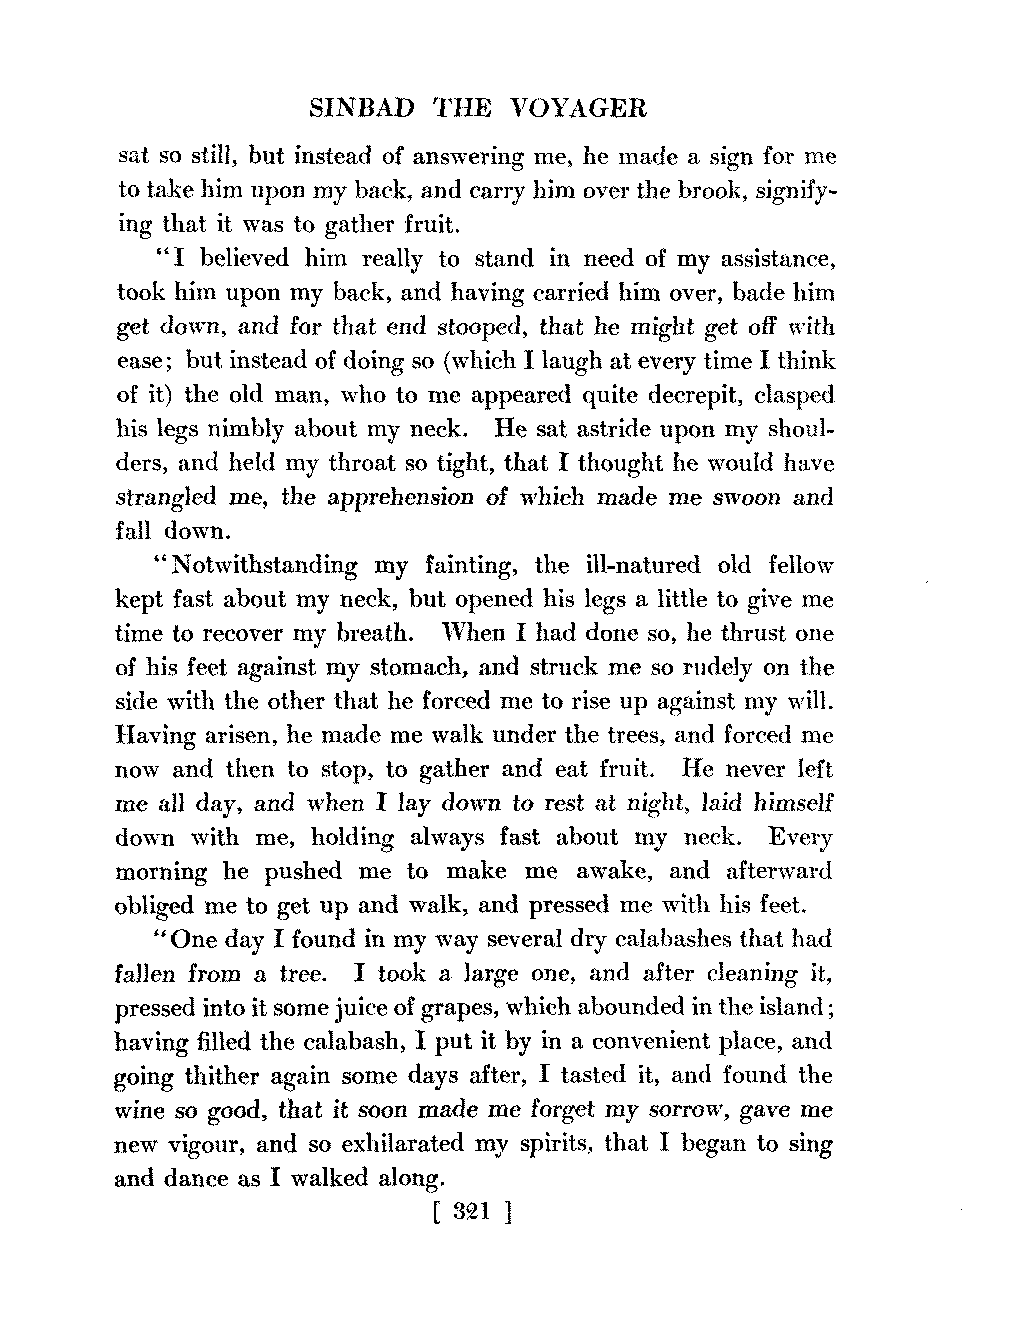 SINBAD THE VOYAGER
sat so still, but instead of answering me, he made a sign for me
to take him upon my back, and carry him over the brook, signify-
ing that it was to gather fruit.
“I believed him really to stand in need of my assistance,
took him upon my back, and having carried him over, bade him
get down, and for that end stooped, that he might get off with
ease; but instead of doing so (which I laugh at every time I think
of it) the old man, who to me appeared quite decrepit, clasped
his legs nimbly about my neck. He sat astride upon my shoul-
ders, and held my throat so tight, that I thought he would have
strangled me, the apprehension of which made me swoon and
fall down.
“Notwithstanding my fainting, the ill-natured old fellow
kept fast about my neck, but opened his legs a little to give me
time to recover my breath. When I had done so, he thrust one
of his feet against my stomach, and struck me so rudely on the
side with the other that he forced me to rise up against my will.
Having arisen, he made me walk under the trees, and forced me
now and then to stop, to gather and eat fruit. He never left
me all day, and when I lay down to rest at night, laid himself
down with me, holding always fast about my neck. Every
morning he pushed me to make me awake, and afterward
obliged me to get up and walk, and pressed me with his feet.
“One day I found in my way several dry calabashes that had
fallen from a tree. I took a large one, and after cleaning it,
pressed into it some juice of grapes, which abounded in the island;
having filled the calabash, I put it by in a convenient place, and
going thither again some days after, I tasted it, and found the
wine so good, that it soon made me forget my sorrow, gave me
new vigour, and so exhilarated my spirits, that I began to sing
and dance as I walked along.
[ 321 ]